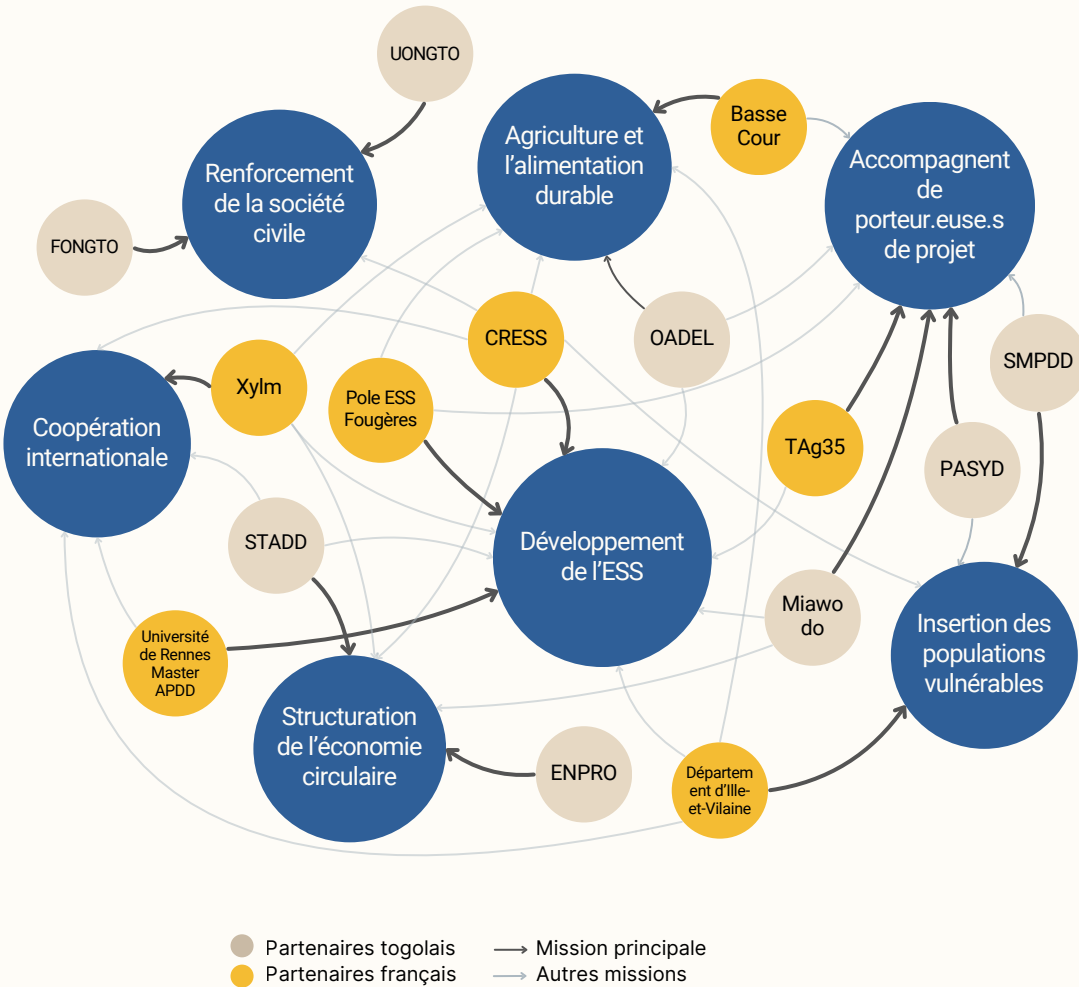 UONGTO
Renforcement
de la société
civile
FONGTO
Agriculture et
l'alimentation
durable
Basse
Cour
Accompagnent
de
porteur.euse.s
de projet
CRESS
OADEL
SMPDD
Xylm
Pole ESS
Fougères
Coopération
internationale
TAg35
PASYD
STADD
Développement
de l'ESS
Miawo
do
Insertion des
populations
vulnérables
Université
de Rennes
Master
APDD
Structuration
de l'économie
circulaire
ENPRO
Départem
ent d'Ille-
et-Vilaine
Partenaires togolais
Mission principale
Partenaires français
Autres missions